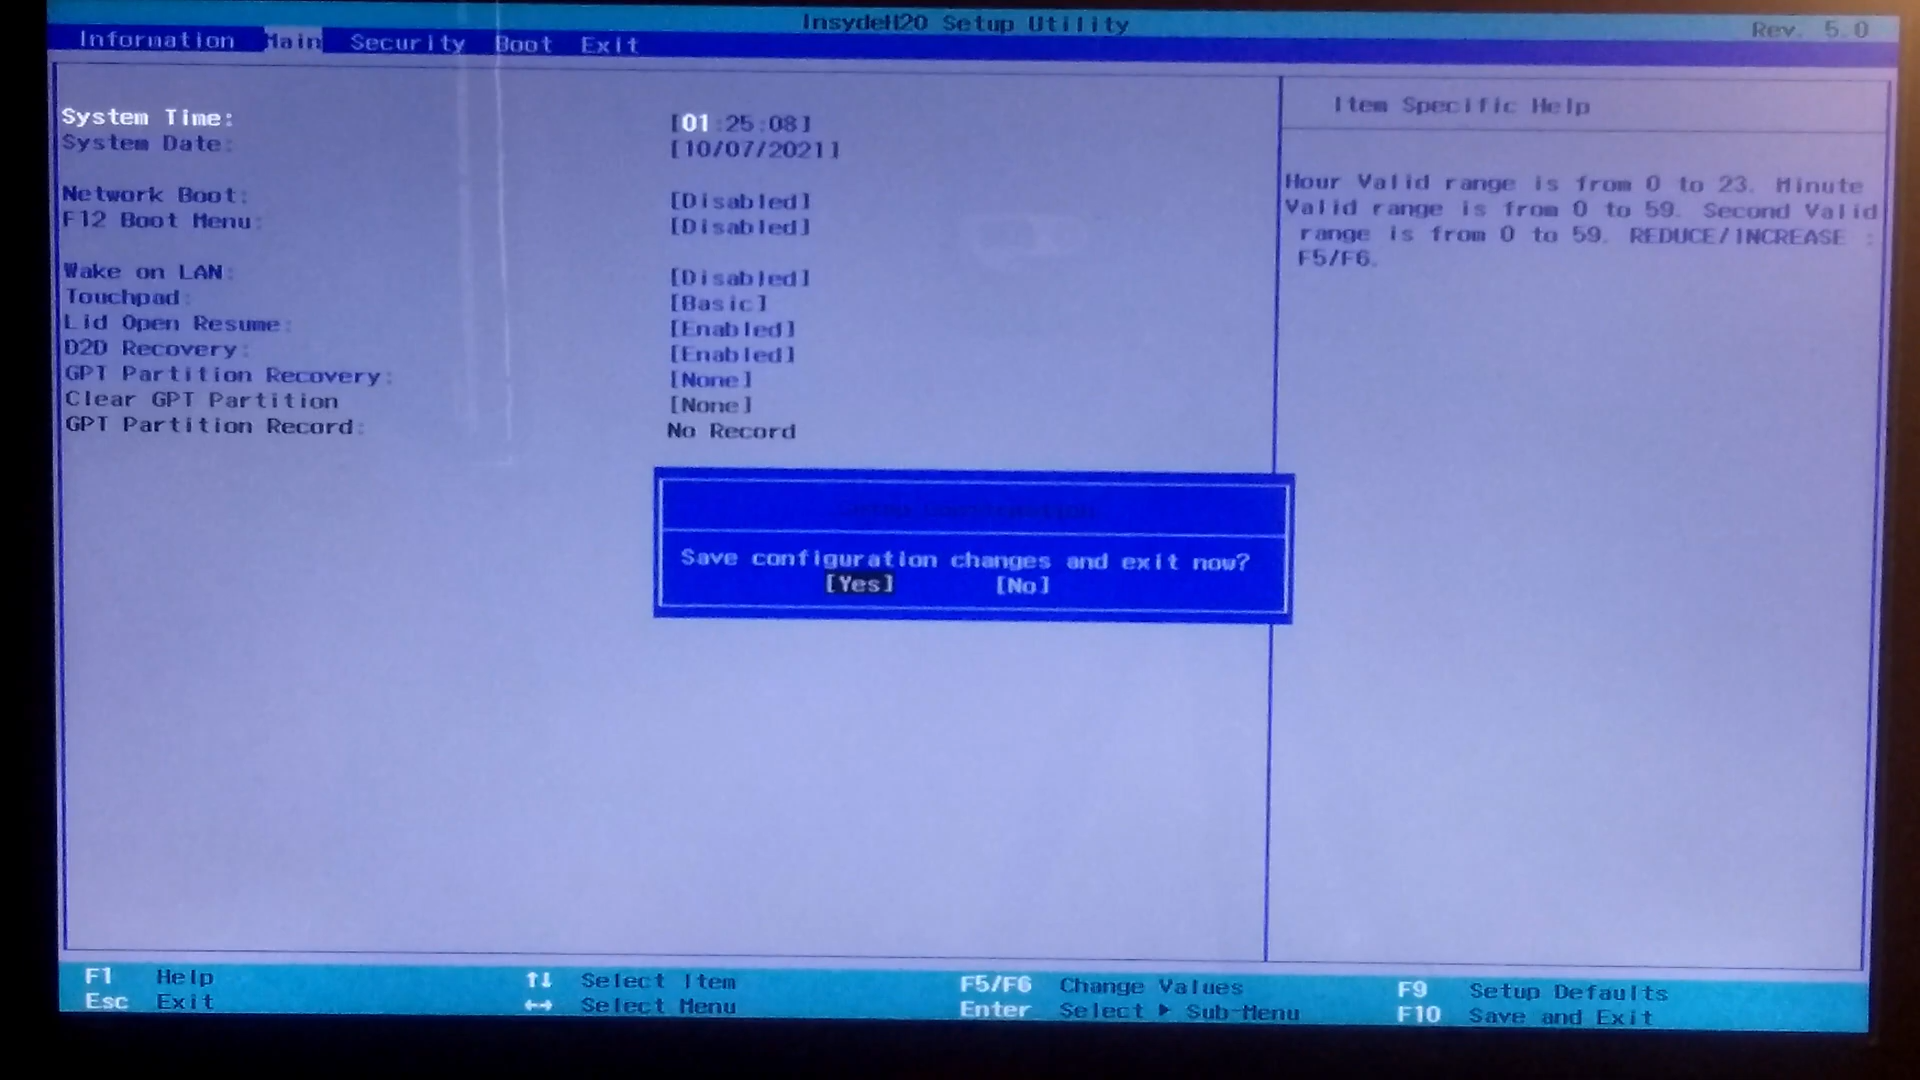 InsydeH20 Setup Utility Rev. 5.0
Information Main Security Boot Exit
Item Specific Help
System Time: [01:25:08]
System Date: [10/07/2021]
Network Boot: [Disabled]
F12 Boot Menu: [Disabled]
Wake on LAN: [Disabled]
Touchpad: [Basic]
Lid Open Resume: [Enabled]
D2D Recovery: [Enabled]
GPT Partition Recovery: [None]
Clear GPT Partition [None]
GPT Partition Record: No Record
Hour Valid range is from 0 to 23. Minute
Valid range is from 0 to 59. Second Valid
range is from 0 to 59. REDUCE/INCREASE :
F5/F6.
Setup Confirmation
Save configuration changes and exit now?
[Yes] [No]
F1 Help ↑↓ Select Item F5/F6 Change Values F9 Setup Defaults
Esc Exit ←→ Select Menu Enter Select ▶ Sub-Menu F10 Save and Exit